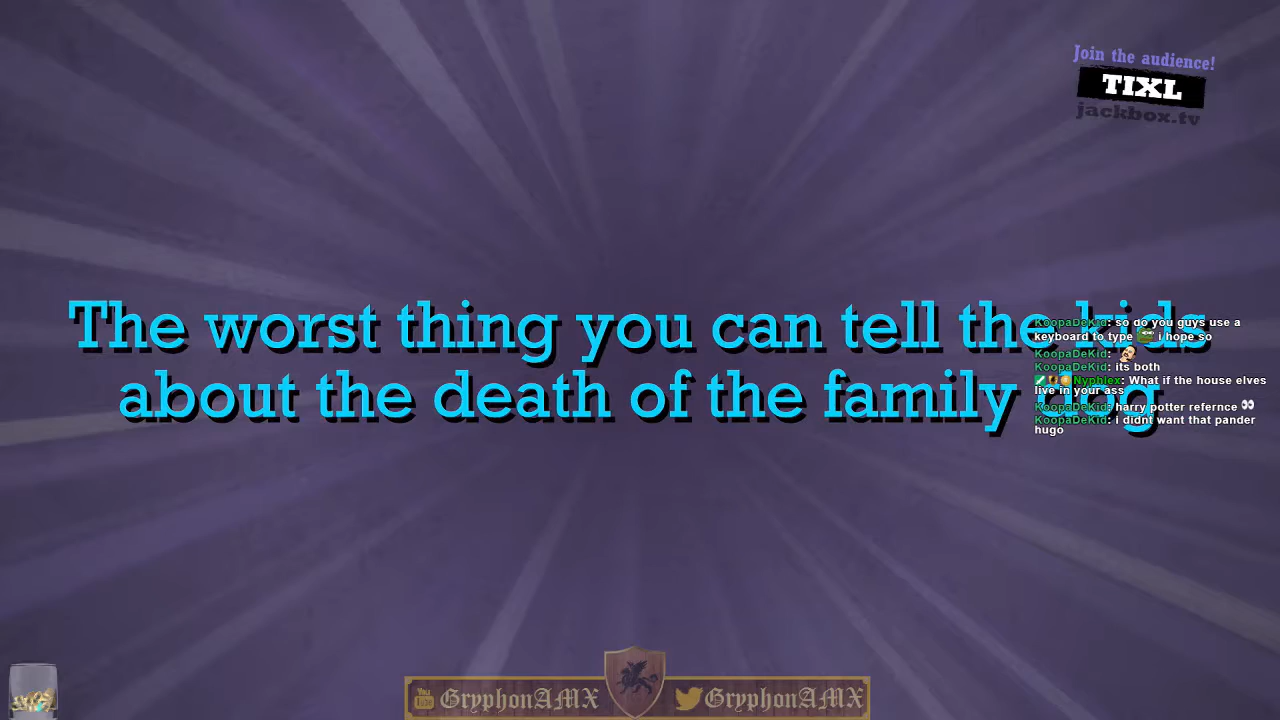 Join the audience!
TIXL
jackbox.tv
The worst thing you can tell the kids
about the death of the family dog
KoopaDeKid: so do you guys use a
keyboard to type i hope so
KoopaDeKid:
KoopaDeKid: its both
Nyphlex: What if the house elves
live in your ass
KoopaDeKid: harry potter refernce
KoopaDeKid: i didnt want that pander
hugo
You Tube GryphonAMX GryphonAMX